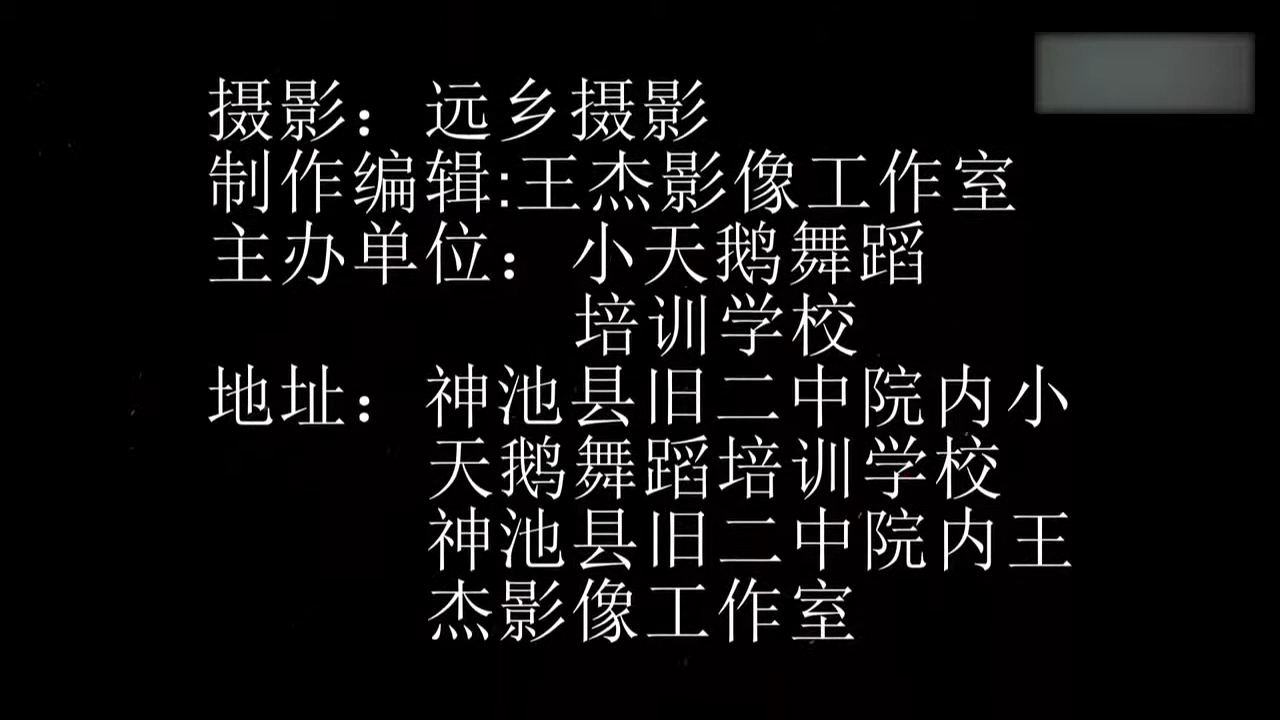 摄影：远乡摄影
制作编辑:王杰影像工作室
主办单位：小天鹅舞蹈
培训学校
地址：神池县旧二中院内小
天鹅舞蹈培训学校
神池县旧二中院内王
杰影像工作室